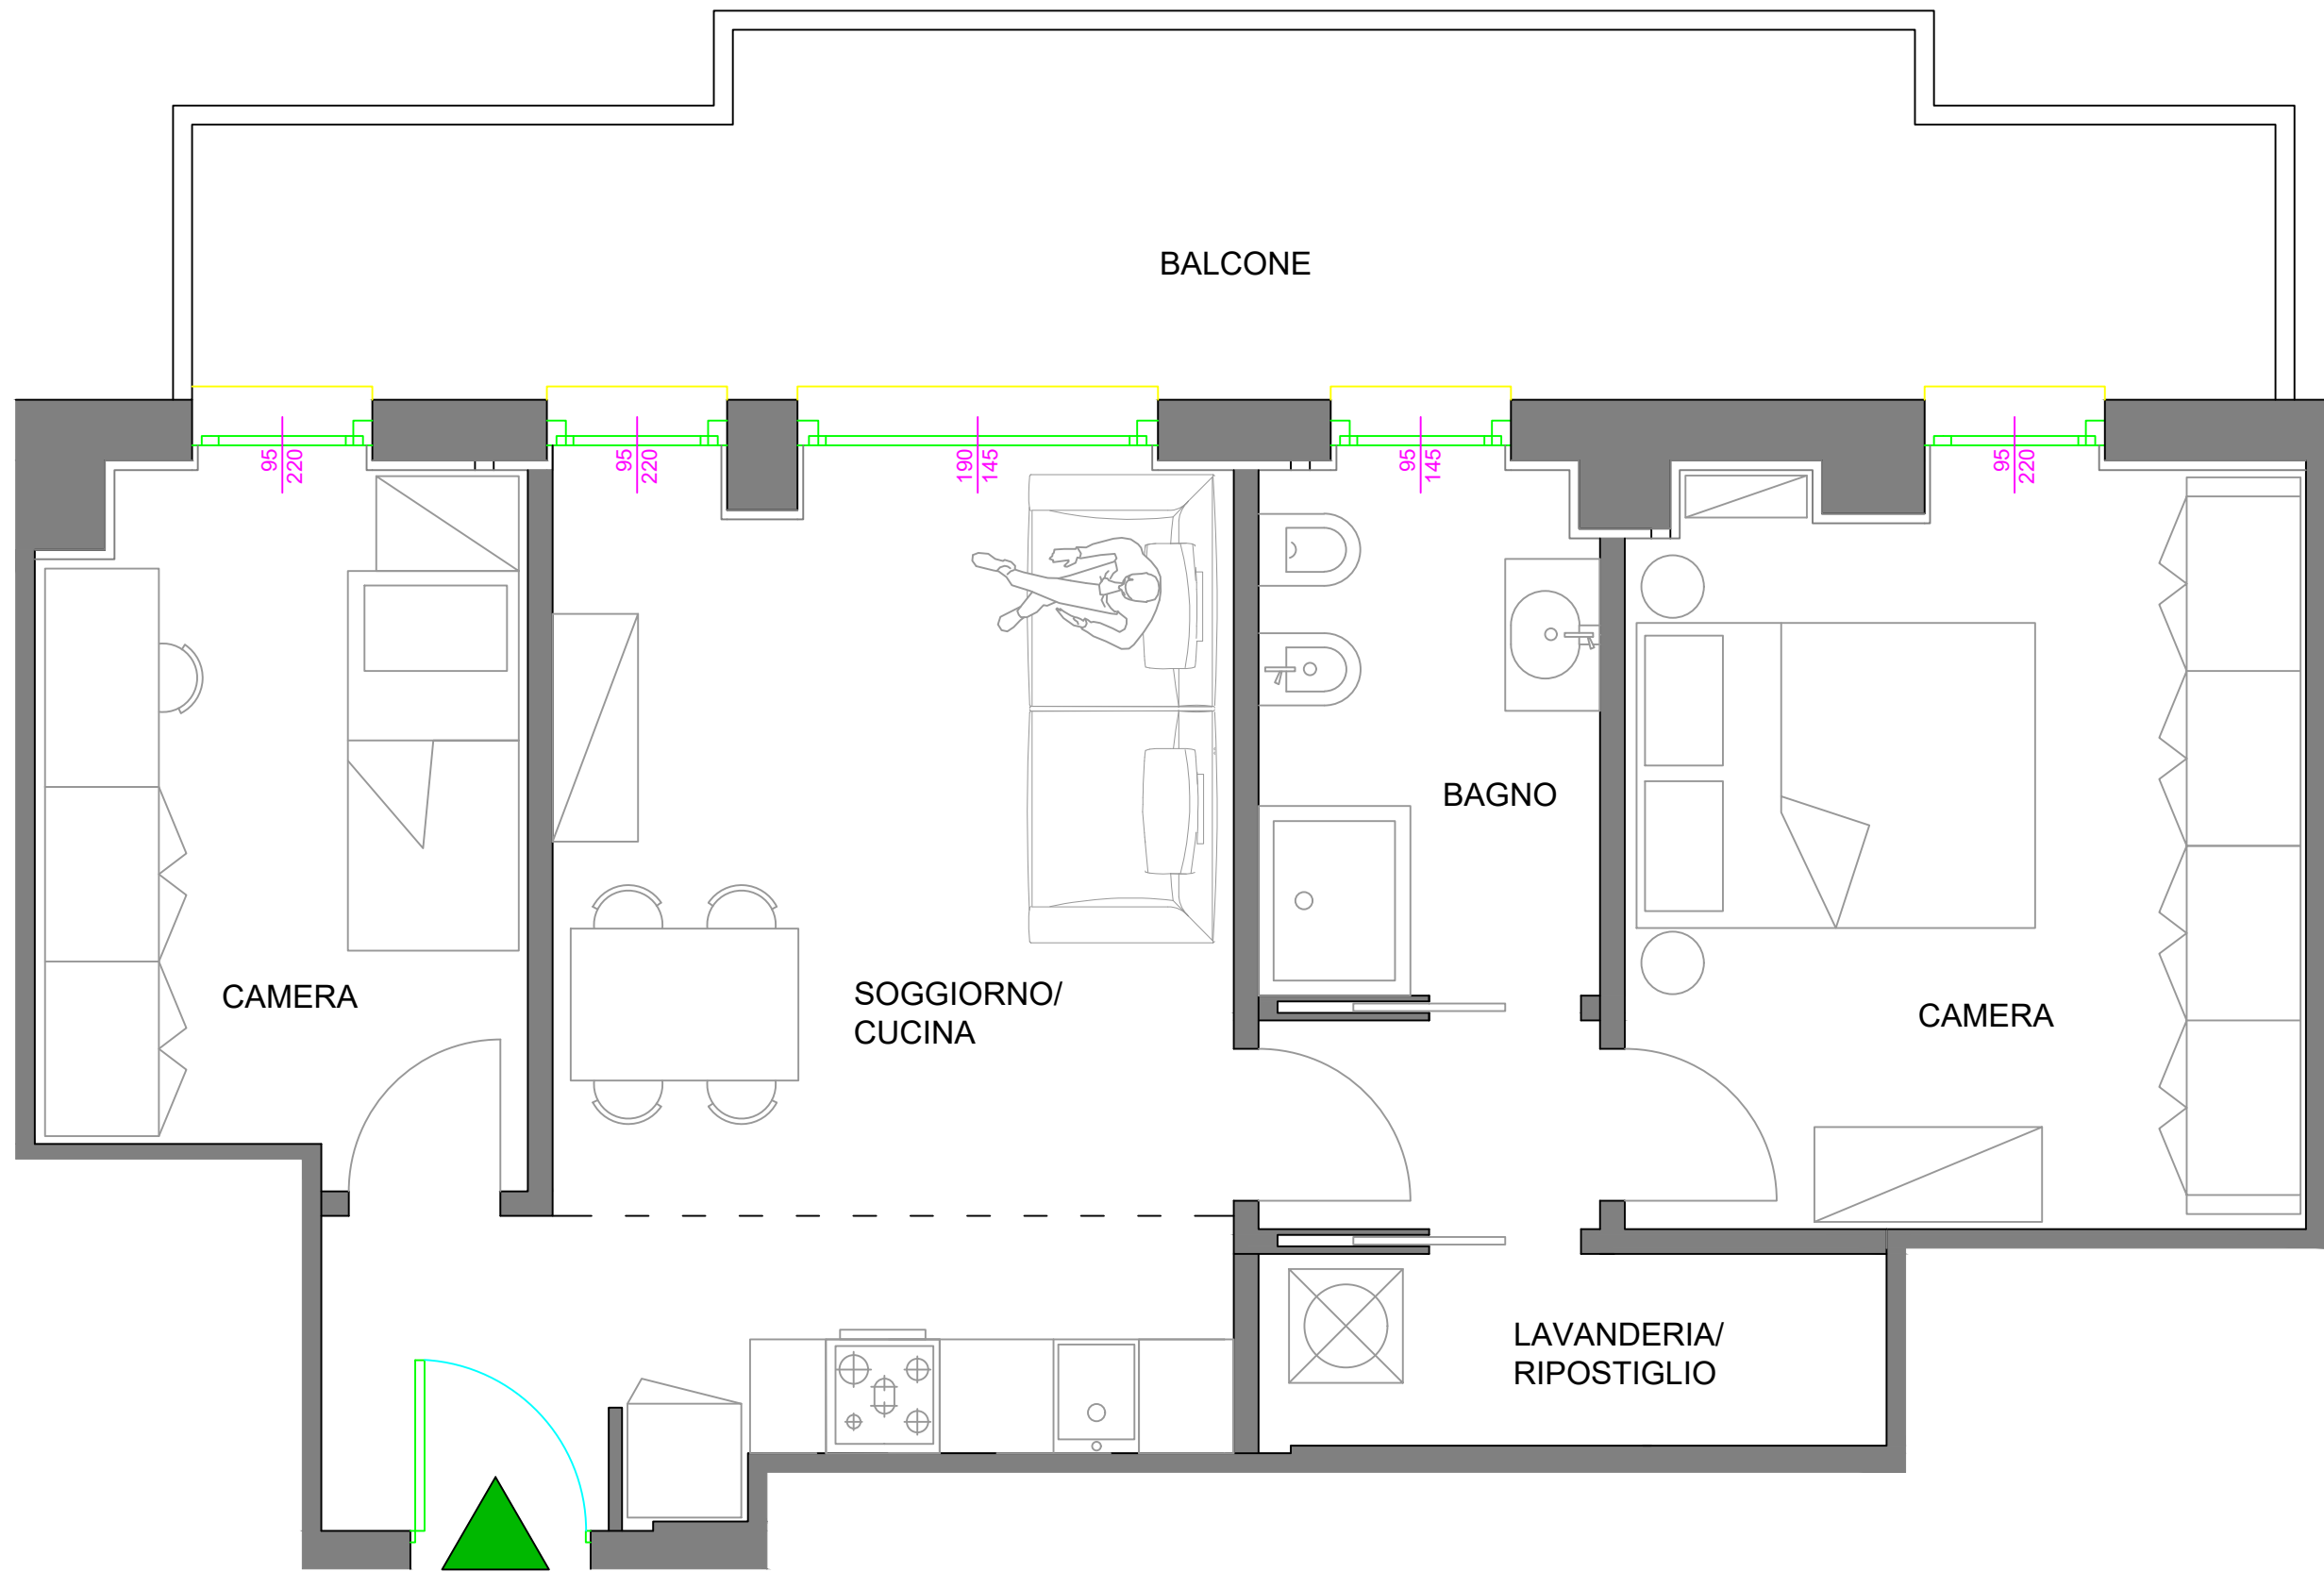 BALCONE
95
220
95
220
190
145
95
145
95
220
BAGNO
CAMERA
SOGGIORNO/
CUCINA
CAMERA
LAVANDERIA/
RIPOSTIGLIO